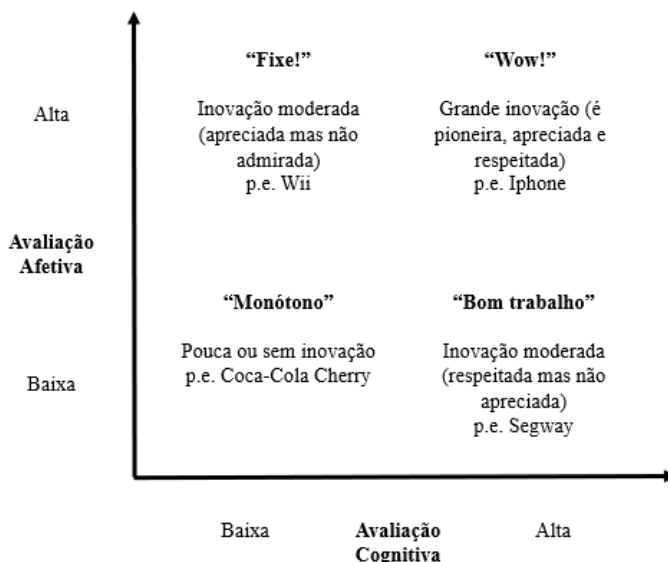 “Fixe!”
“Wow!”
Alta
Inovação moderada
(apreciada mas não
admirada)
p.e. Wii
Grande inovação (é
pioneira, apreciada e
respeitada)
p.e. Iphone
Avaliação
Afetiva
“Monótono”
“Bom trabalho”
Baixa
Pouca ou sem inovação
p.e. Coca-Cola Cherry
Inovação moderada
(respeitada mas não
apreciada)
p.e. Segway
Baixa
Avaliação
Cognitiva
Alta